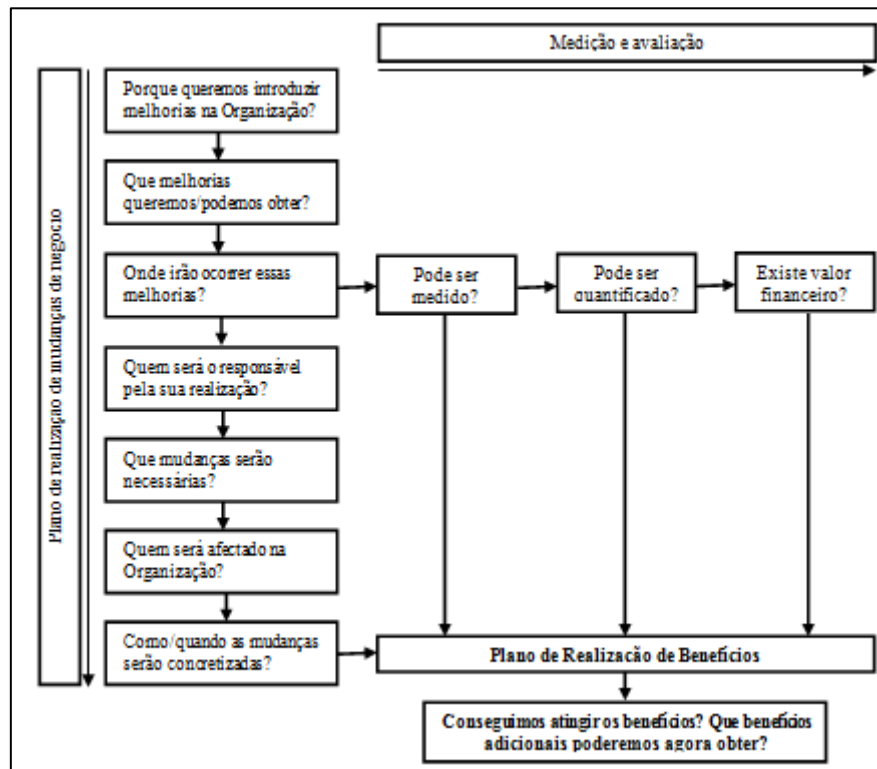 Medição e avaliação
Plano de realização de mudanças de negócio
Porque queremos introduzir
melhorias na Organização?
Que melhorias
queremos/podemos obter?
Onde irão ocorrer essas
melhorias?
Pode ser
medido?
Pode ser
quantificado?
Existe valor
financeiro?
Quem será o responsável
pela sua realização?
Que mudanças serão
necessárias?
Quem será afectado na
Organização?
Como/quando as mudanças
serão concretizadas?
Plano de Realização de Benefícios
Conseguimos atingir os benefícios? Que benefícios
adicionais poderemos agora obter?